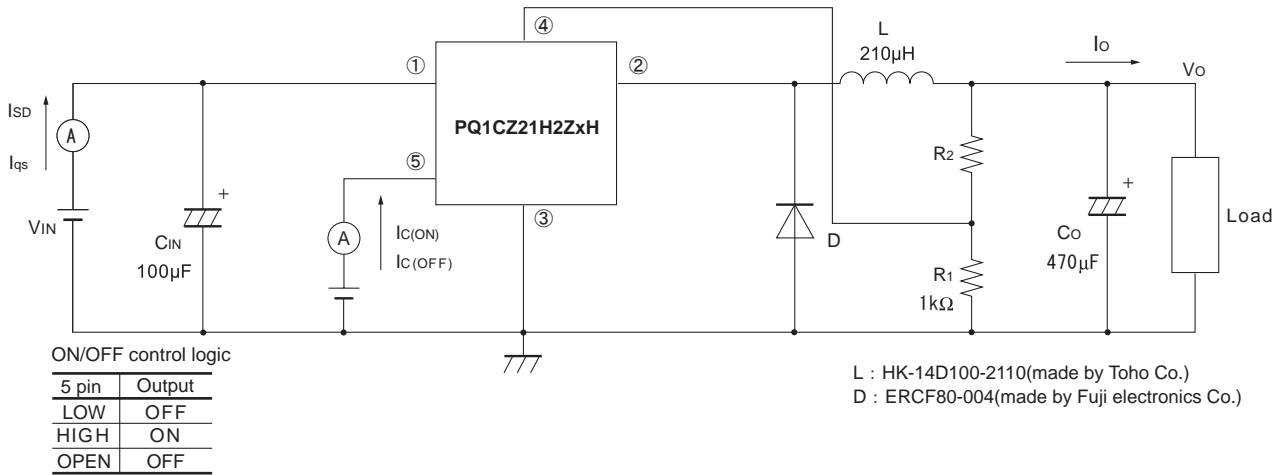 ④
L
210μH
IO
①
②
VO
ISD
A
PQ1CZ21H2ZxH
R2
Iqs
⑤
+
+
VIN
CIN
100μF
A
IC(ON)
IC(OFF)
③
D
R1
1kΩ
CO
470μF
Load
ON/OFF control logic
5 pin Output
LOW OFF
HIGH ON
OPEN OFF
L : HK-14D100-2110(made by Toho Co.)
D : ERCF80-004(made by Fuji electronics Co.)